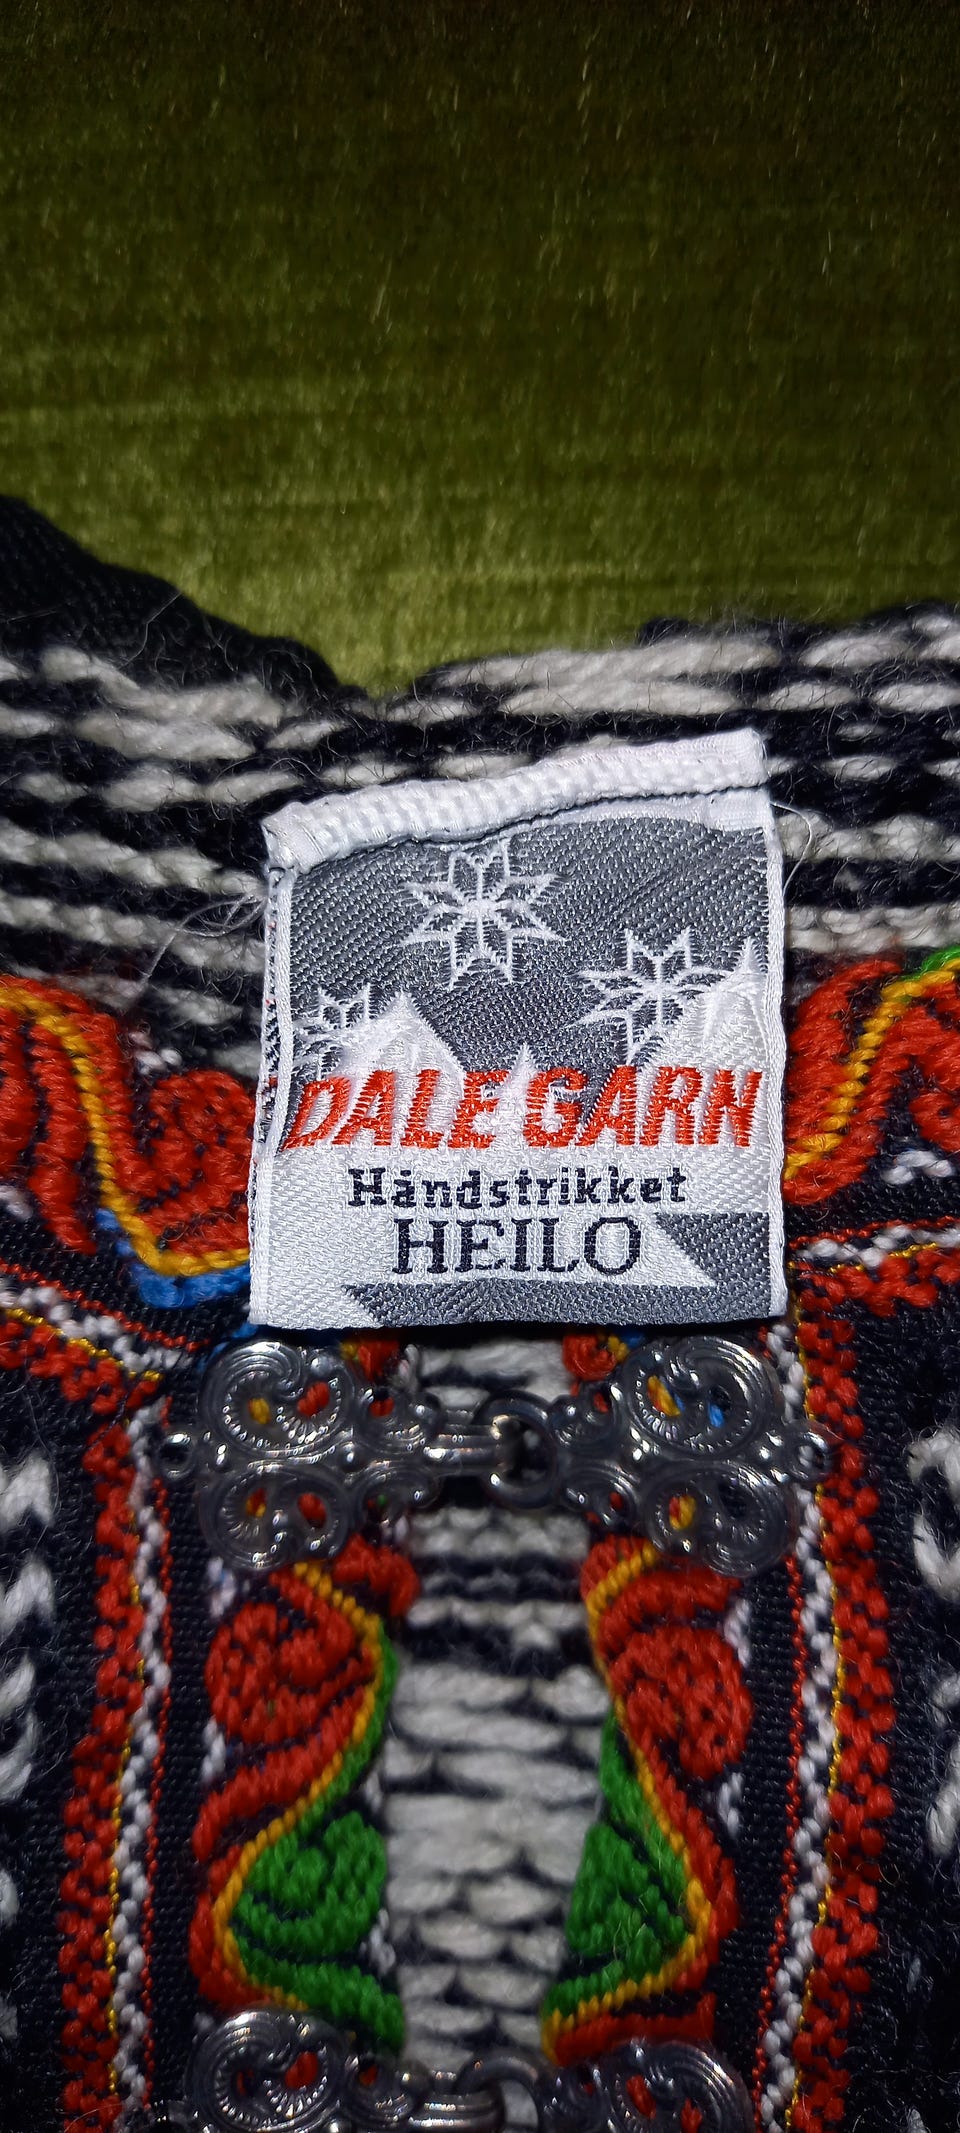 DALE GARN
Håndstrikket
HEILO